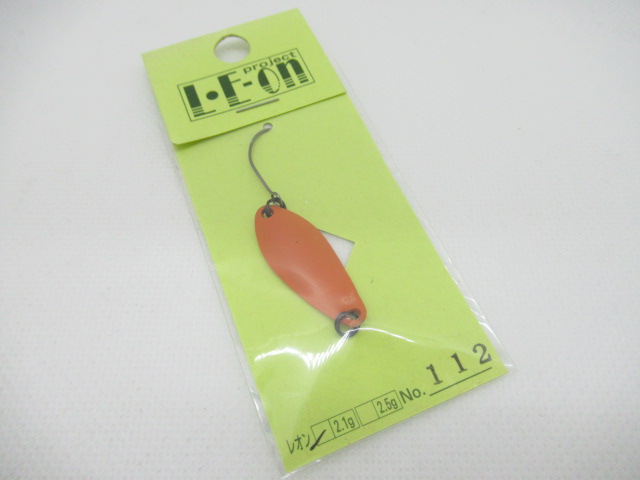 project
L·E-on
レオン 2.1g 2.5g No. 112